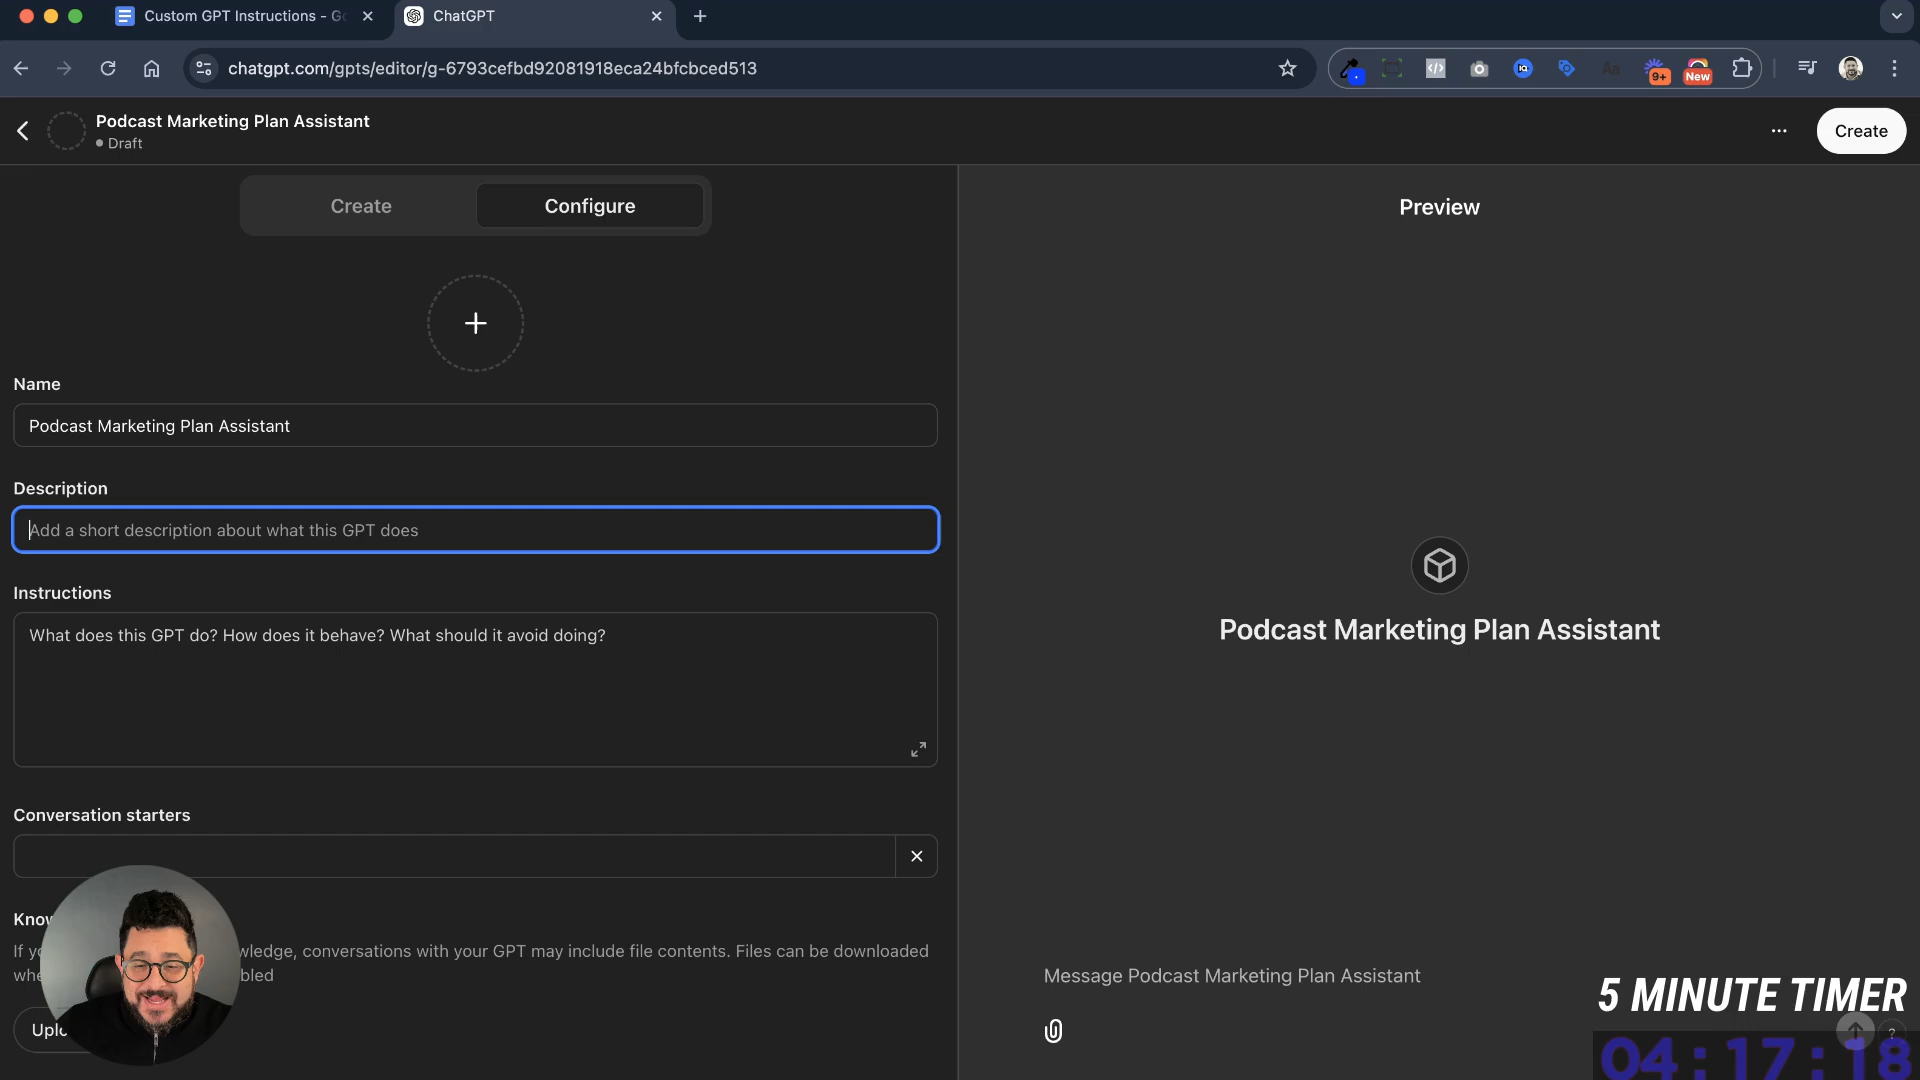 Custom GPT Instructions - Go
ChatGPT
chatgpt.com/gpts/editor/g-6793cefbd92081918eca24bfcbced513
9+
New
Podcast Marketing Plan Assistant
Draft
Create
Create
Configure
Preview
Name
Podcast Marketing Plan Assistant
Description
Add a short description about what this GPT does
Instructions
What does this GPT do? How does it behave? What should it avoid doing?
Podcast Marketing Plan Assistant
Conversation starters
wledge, conversations with your GPT may include file contents. Files can be downloaded
bled
Message Podcast Marketing Plan Assistant
5 MINUTE TIMER
04:17:18